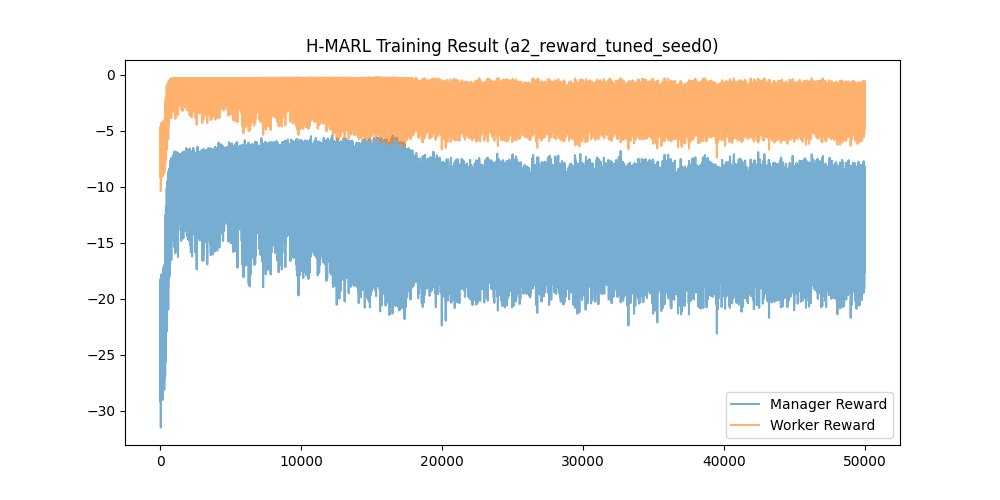 H-MARL Training Result (a2_reward_tuned_seed0)
0
−5
−10
−15
−20
−25
−30
Manager Reward
Worker Reward
0 10000 20000 30000 40000 50000